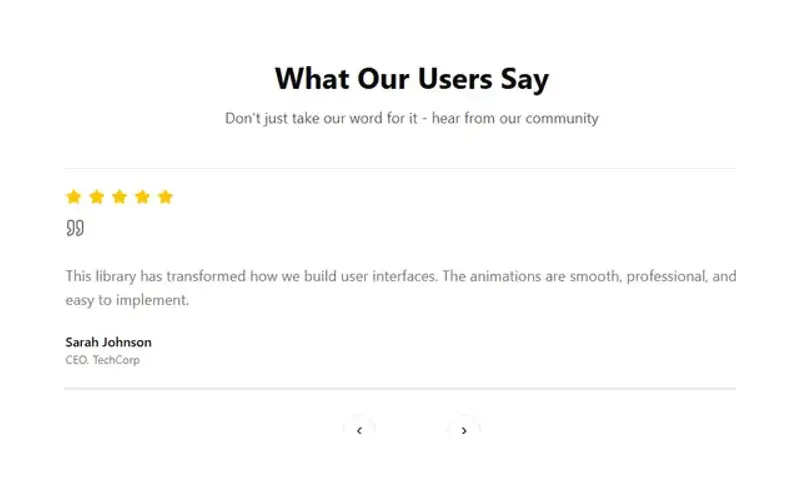 What Our Users Say
Don't just take our word for it - hear from our community
This library has transformed how we build user interfaces. The animations are smooth, professional, and
easy to implement.
Sarah Johnson
CEO. TechCorp